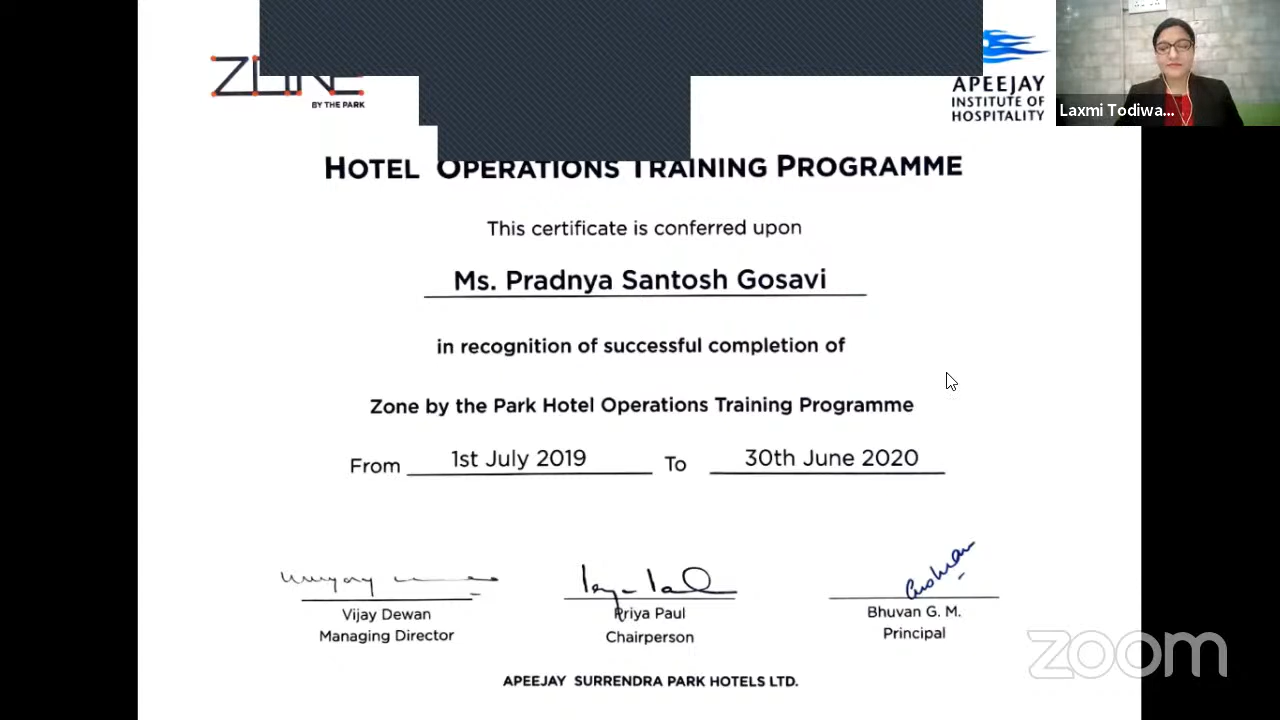 ZONE
BY THE PARK
APEEJAY
INSTITUTE OF
HOSPITALITY
Laxmi Todiwa...
HOTEL OPERATIONS TRAINING PROGRAMME
This certificate is conferred upon
Ms. Pradnya Santosh Gosavi
in recognition of successful completion of
Zone by the Park Hotel Operations Training Programme
From 1st July 2019 To 30th June 2020
Vijay Dewan
Managing Director
Priya Paul
Chairperson
Bhuvan G. M.
Principal
APEEJAY SURRENDRA PARK HOTELS LTD.
zoom